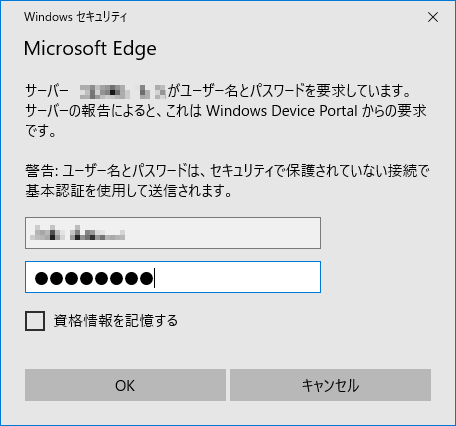 Windows セキュリティ
Microsoft Edge
サーバー がユーザー名とパスワードを要求しています。
サーバーの報告によると、これは Windows Device Portal からの要求
です。
警告: ユーザー名とパスワードは、セキュリティで保護されていない接続で
基本認証を使用して送信されます。
●●●●●●●●
資格情報を記憶する
OK
キャンセル